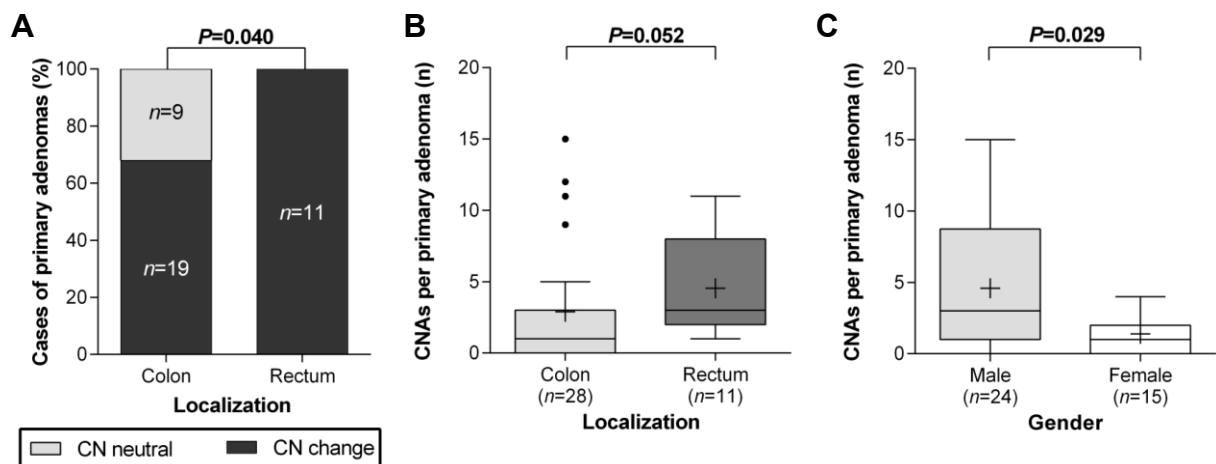 A
P=0.040
Cases of primary adenomas (%)
100
80
60
40
20
0
n=9
n=19
n=11
Colon
Rectum
Localization
CN neutral
CN change
B
P=0.052
CNAs per primary adenoma (n)
20
15
10
5
0
Colon
(n=28)
Rectum
(n=11)
Localization
C
P=0.029
CNAs per primary adenoma (n)
20
15
10
5
0
Male
(n=24)
Female
(n=15)
Gender